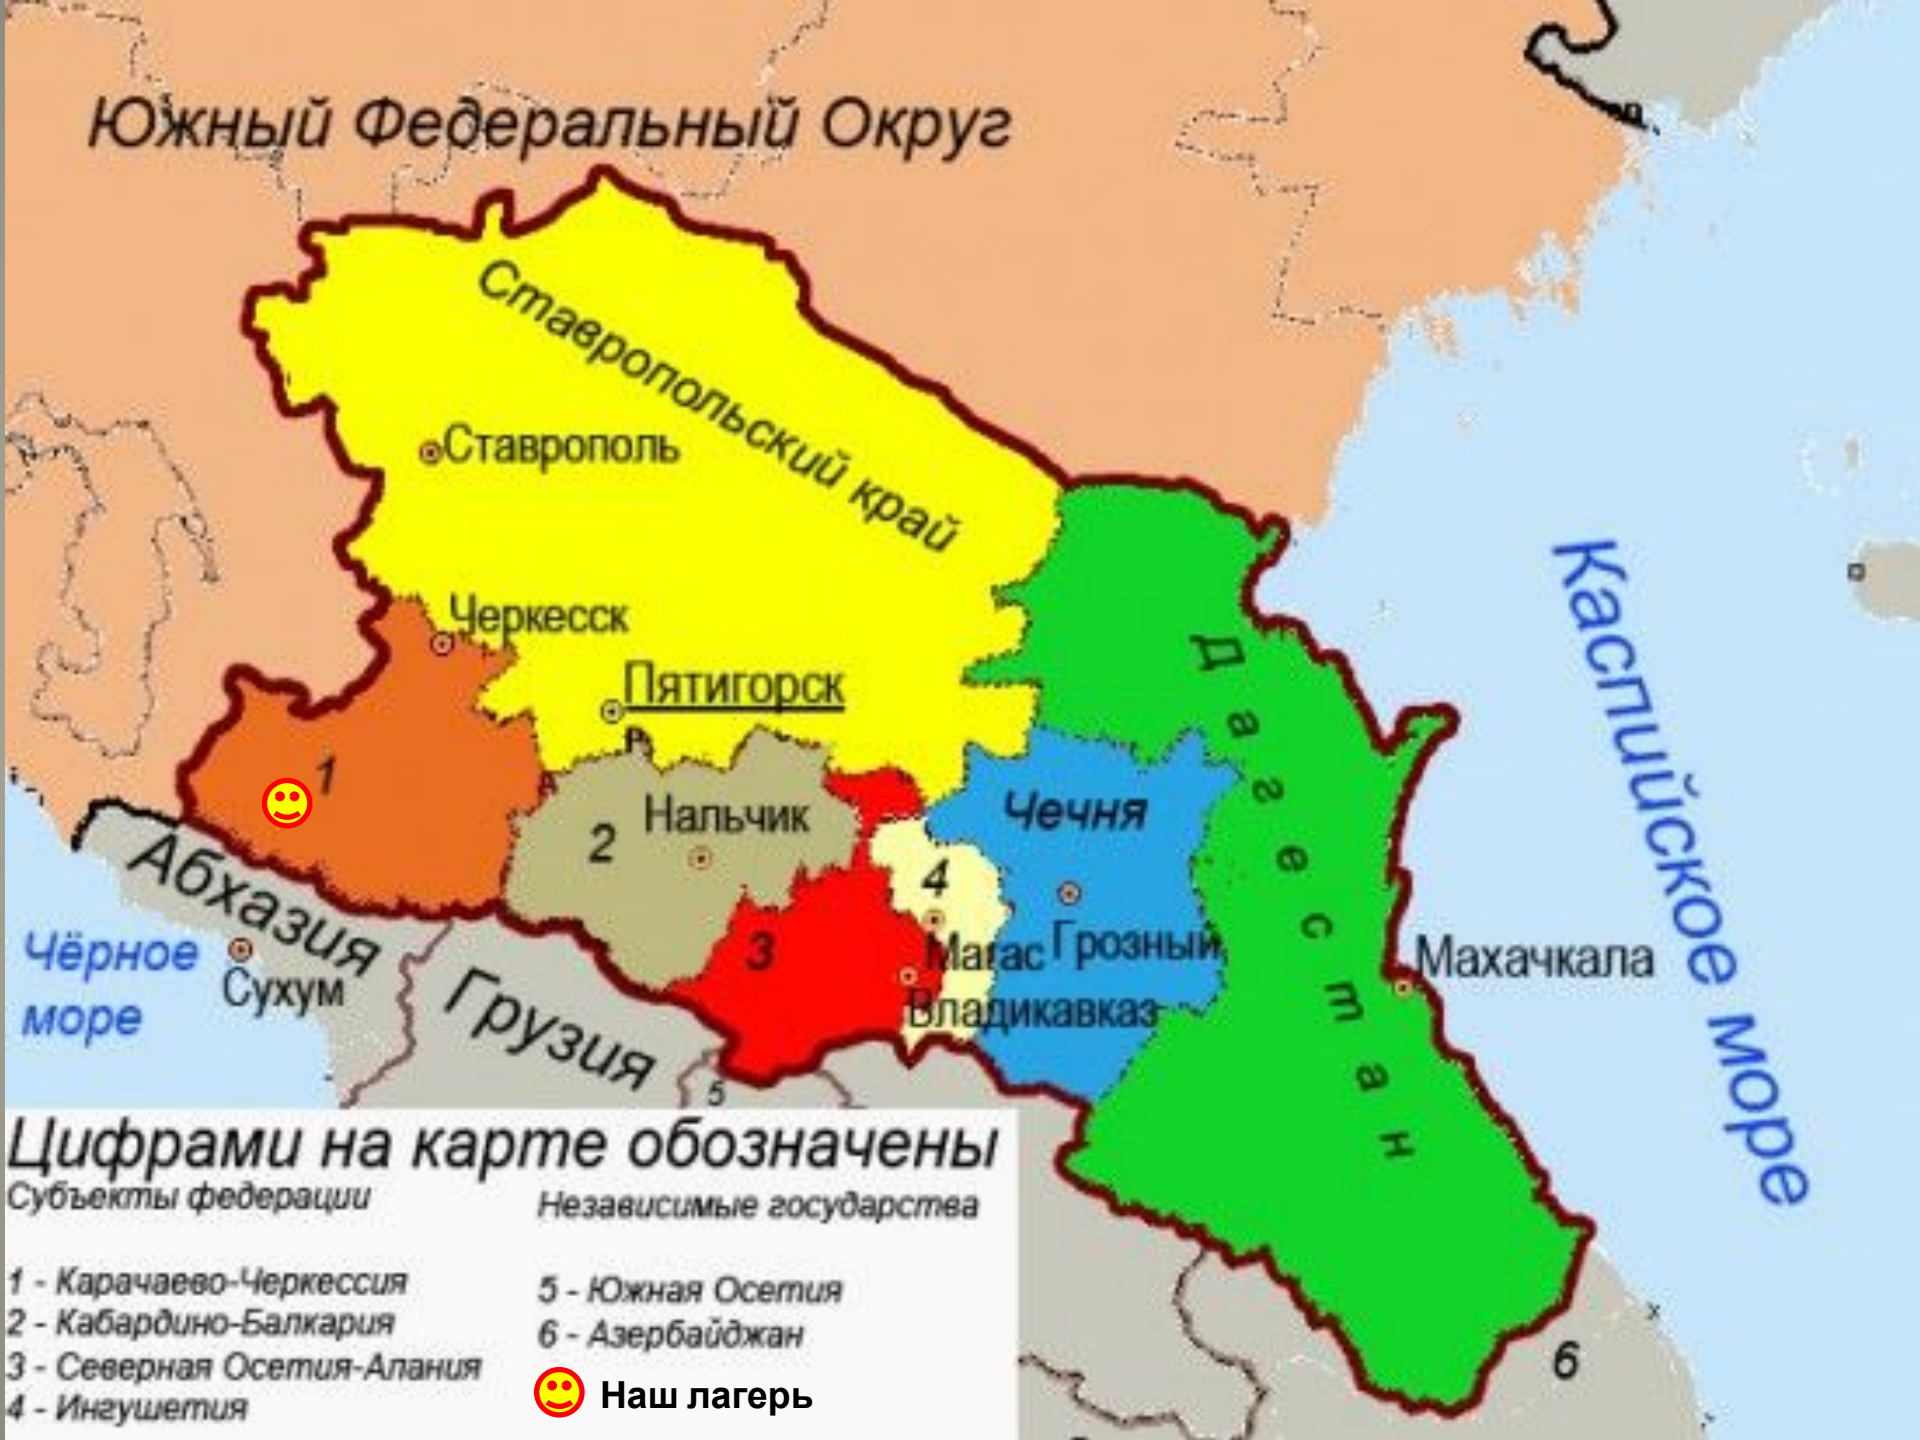 Южный Федеральный Округ
Ставропольский край
Ставрополь
Черкесск
Пятигорск
Дагестан
Каспийское море
1
Нальчик
2
Чечня
4
3
Магас
Грозный
Владикавказ
Махачкала
Абхазия
Чёрное
море
Сухум
Грузия
5
6
Цифрами на карте обозначены
Субъекты федерации
Независимые государства
1 - Карачаево-Черкессия
5 - Южная Осетия
2 - Кабардино-Балкария
6 - Азербайджан
3 - Северная Осетия-Алания
4 - Ингушетия
Наш лагерь